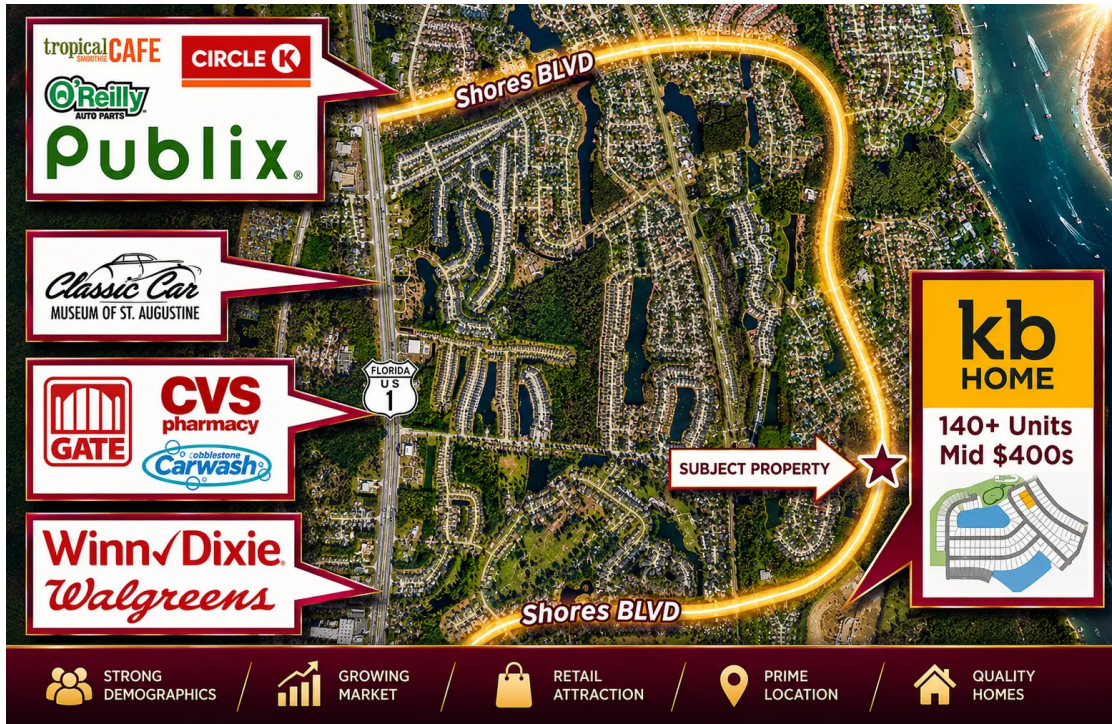 tropical CAFE
SMOOTHIE
CIRCLE K
O'Reilly
AUTO PARTS
Publix®
Shores BLVD
Classic Car
MUSEUM OF ST. AUGUSTINE
GATE
CVS
pharmacy
Cobblestone
Carwash
FLORIDA
US
1
Winn✓Dixie®
Walgreens
SUBJECT PROPERTY
kb
HOME
140+ Units
Mid $400s
Shores BLVD
STRONG
DEMOGRAPHICS
GROWING
MARKET
RETAIL
ATTRACTION
PRIME
LOCATION
QUALITY
HOMES